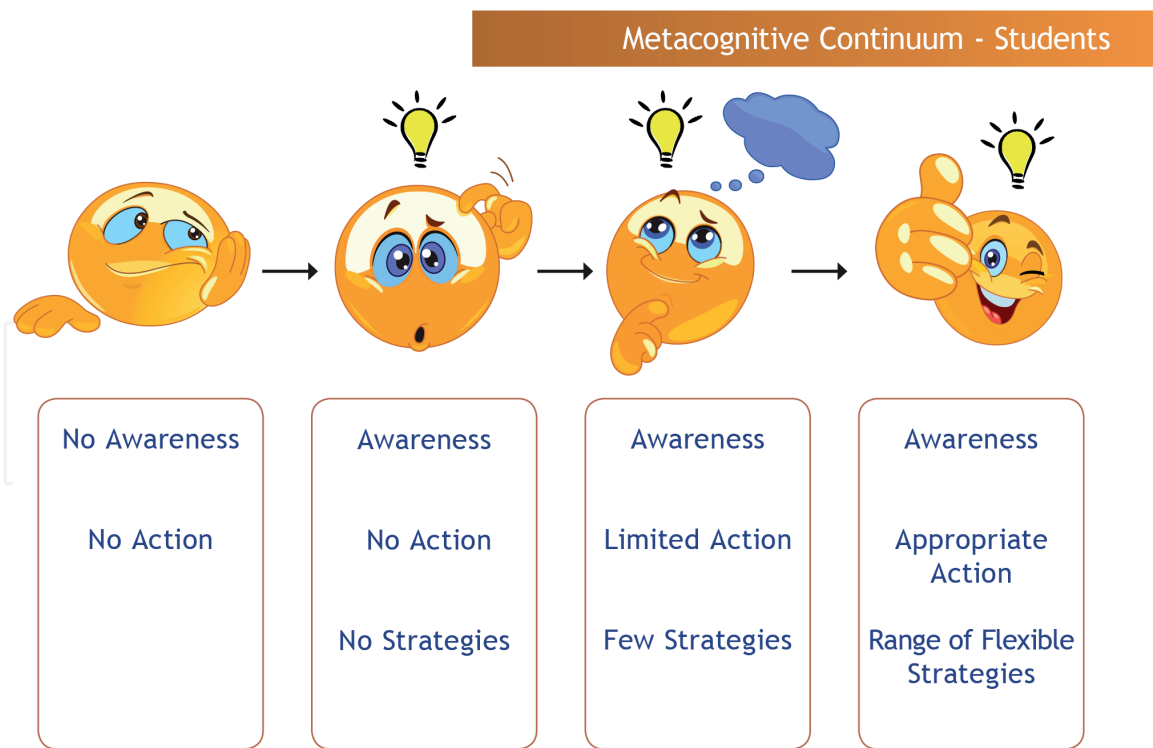 Metacognitive Continuum - Students
No Awareness
No Action
Awareness
No Action
No Strategies
Awareness
Limited Action
Few Strategies
Awareness
Appropriate
Action
Range of Flexible
Strategies